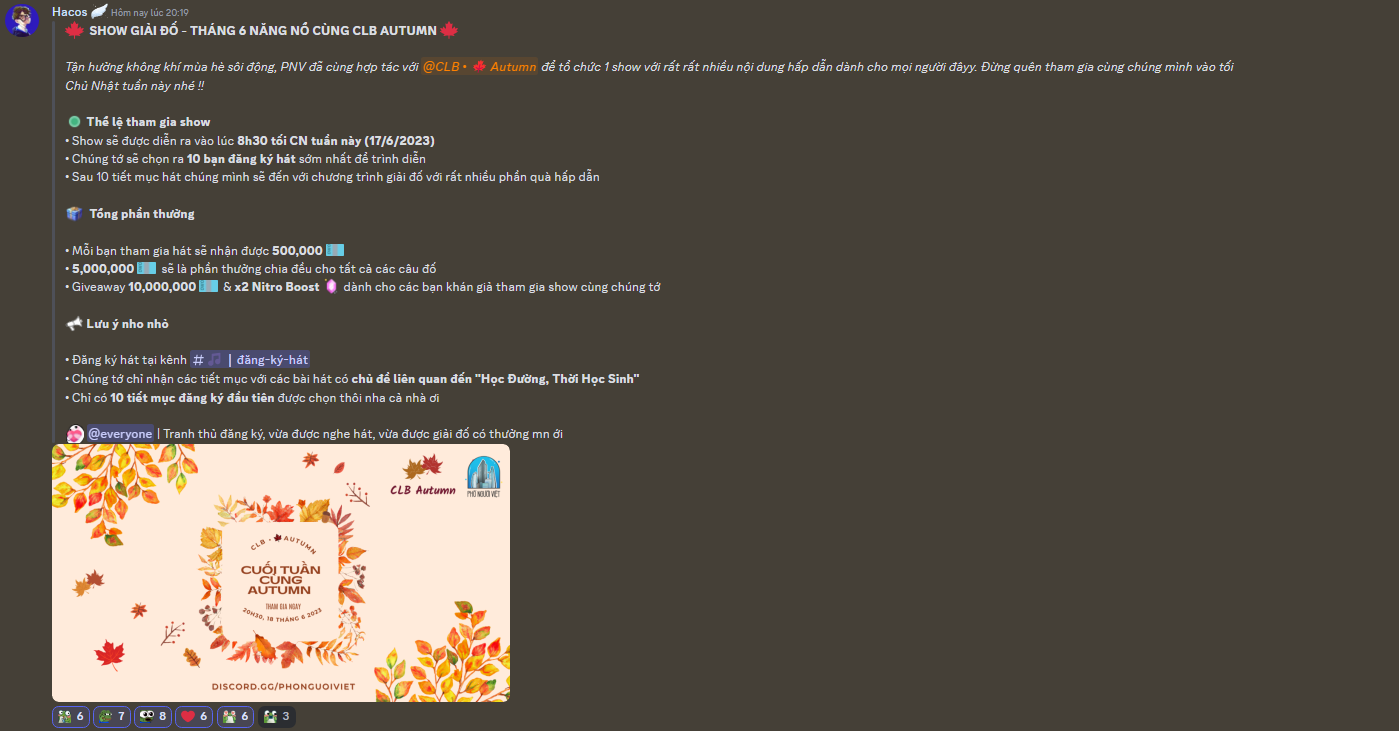 Hacos Hôm nay lúc 20:19
SHOW GIẢI ĐỐ - THÁNG 6 NĂNG NỔ CÙNG CLB AUTUMN
Tận hưởng không khí mùa hè sôi động, PNV đã cùng hợp tác với @CLB • Autumn để tổ chức 1 show với rất rất nhiều nội dung hấp dẫn dành cho mọi người đâyy. Đừng quên tham gia cùng chúng mình vào tối
Chủ Nhật tuần này nhé !!
Thể lệ tham gia show
• Show sẽ được diễn ra vào lúc 8h30 tối CN tuần này (17/6/2023)
• Chúng tớ sẽ chọn ra 10 bạn đăng ký hát sớm nhất để trình diễn
• Sau 10 tiết mục hát chúng mình sẽ đến với chương trình giải đố với rất nhiều phần quà hấp dẫn
Tổng phần thưởng
• Mỗi bạn tham gia hát sẽ nhận được 500,000
• 5,000,000 sẽ là phần thưởng chia đều cho tất cả các câu đố
• Giveaway 10,000,000 & x2 Nitro Boost dành cho các bạn khán giả tham gia show cùng chúng tớ
Lưu ý nho nhỏ
• Đăng ký hát tại kênh # | đăng-ký-hát
• Chúng tớ chỉ nhận các tiết mục với các bài hát có chủ đề liên quan đến "Học Đường, Thời Học Sinh"
• Chỉ có 10 tiết mục đăng ký đầu tiên được chọn thôi nha cả nhà ơi
@everyone | Tranh thủ đăng ký, vừa được nghe hát, vừa được giải đố có thưởng mn ới
CLB Autumn
PHỐ NGƯỜI VIỆT
CLB - AUTUMN
CUỐI TUẦN
CÙNG
AUTUMN
THAM GIA NGAY
20H30, 18 THÁNG 6 2023
DISCORD.GG/PHONGUOIVIET
6 7 8 6 6 3